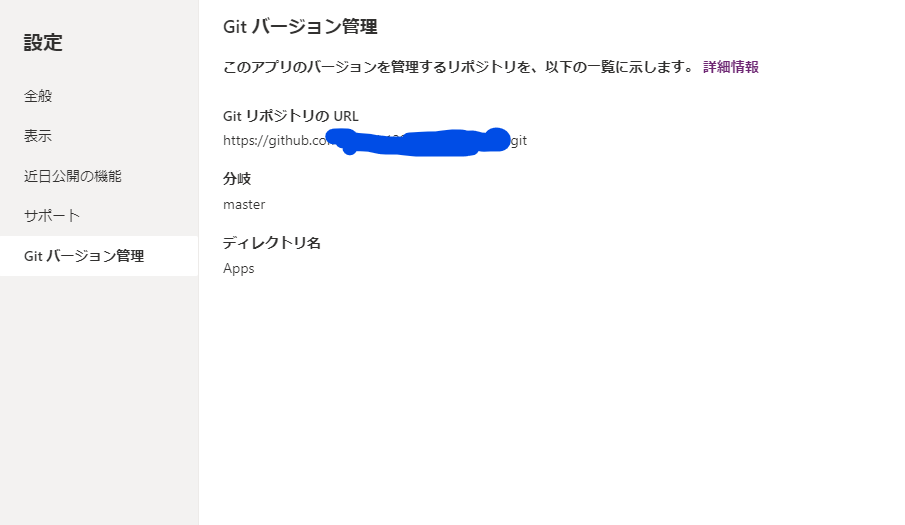 設定
全般
表示
近日公開の機能
サポート
Git バージョン管理
Git バージョン管理
このアプリのバージョンを管理するリポジトリを、以下の一覧に示します。 詳細情報
Git リポジトリの URL
https://github.co git
分岐
master
ディレクトリ名
Apps